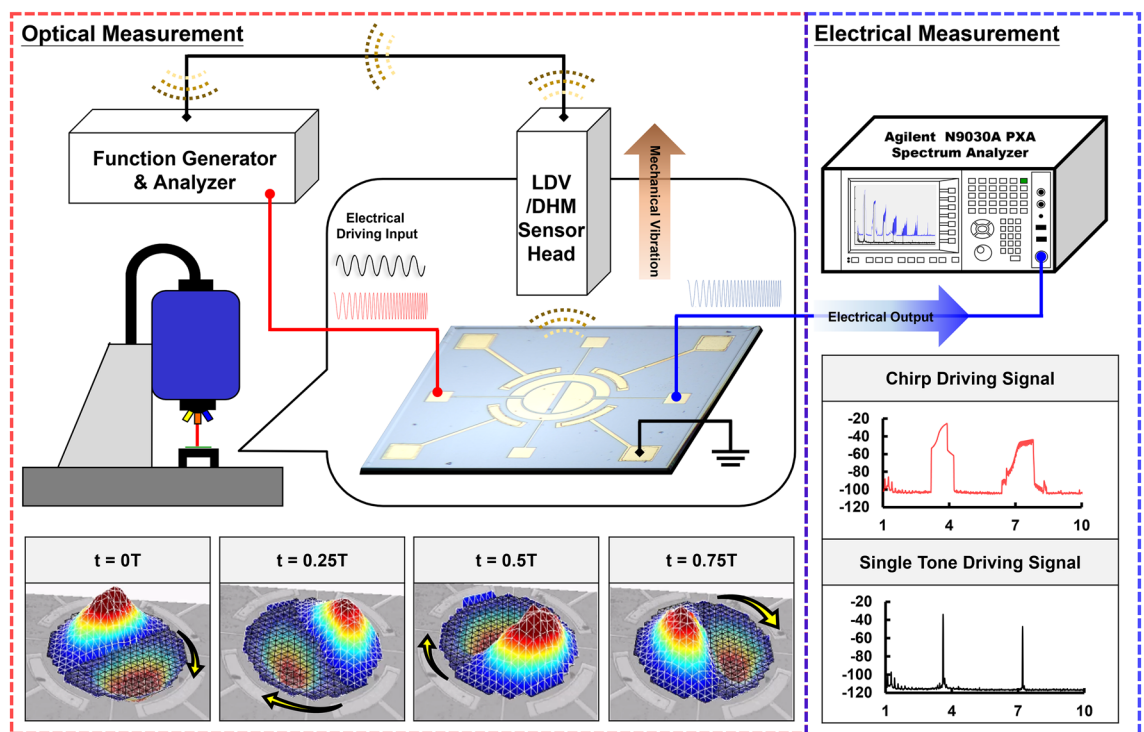 Optical Measurement
Electrical Measurement
Function Generator
& Analyzer
LDV
/DHM
Sensor
Head
Mechanical Vibration
Electrical
Driving Input
Agilent N9030A PXA
Spectrum Analyzer
Electrical Output
Chirp Driving Signal
-20
-40
-60
-80
-100
-120
1 4 7 10
Single Tone Driving Signal
-20
-40
-60
-80
-100
-120
1 4 7 10
t = 0T
t = 0.25T
t = 0.5T
t = 0.75T